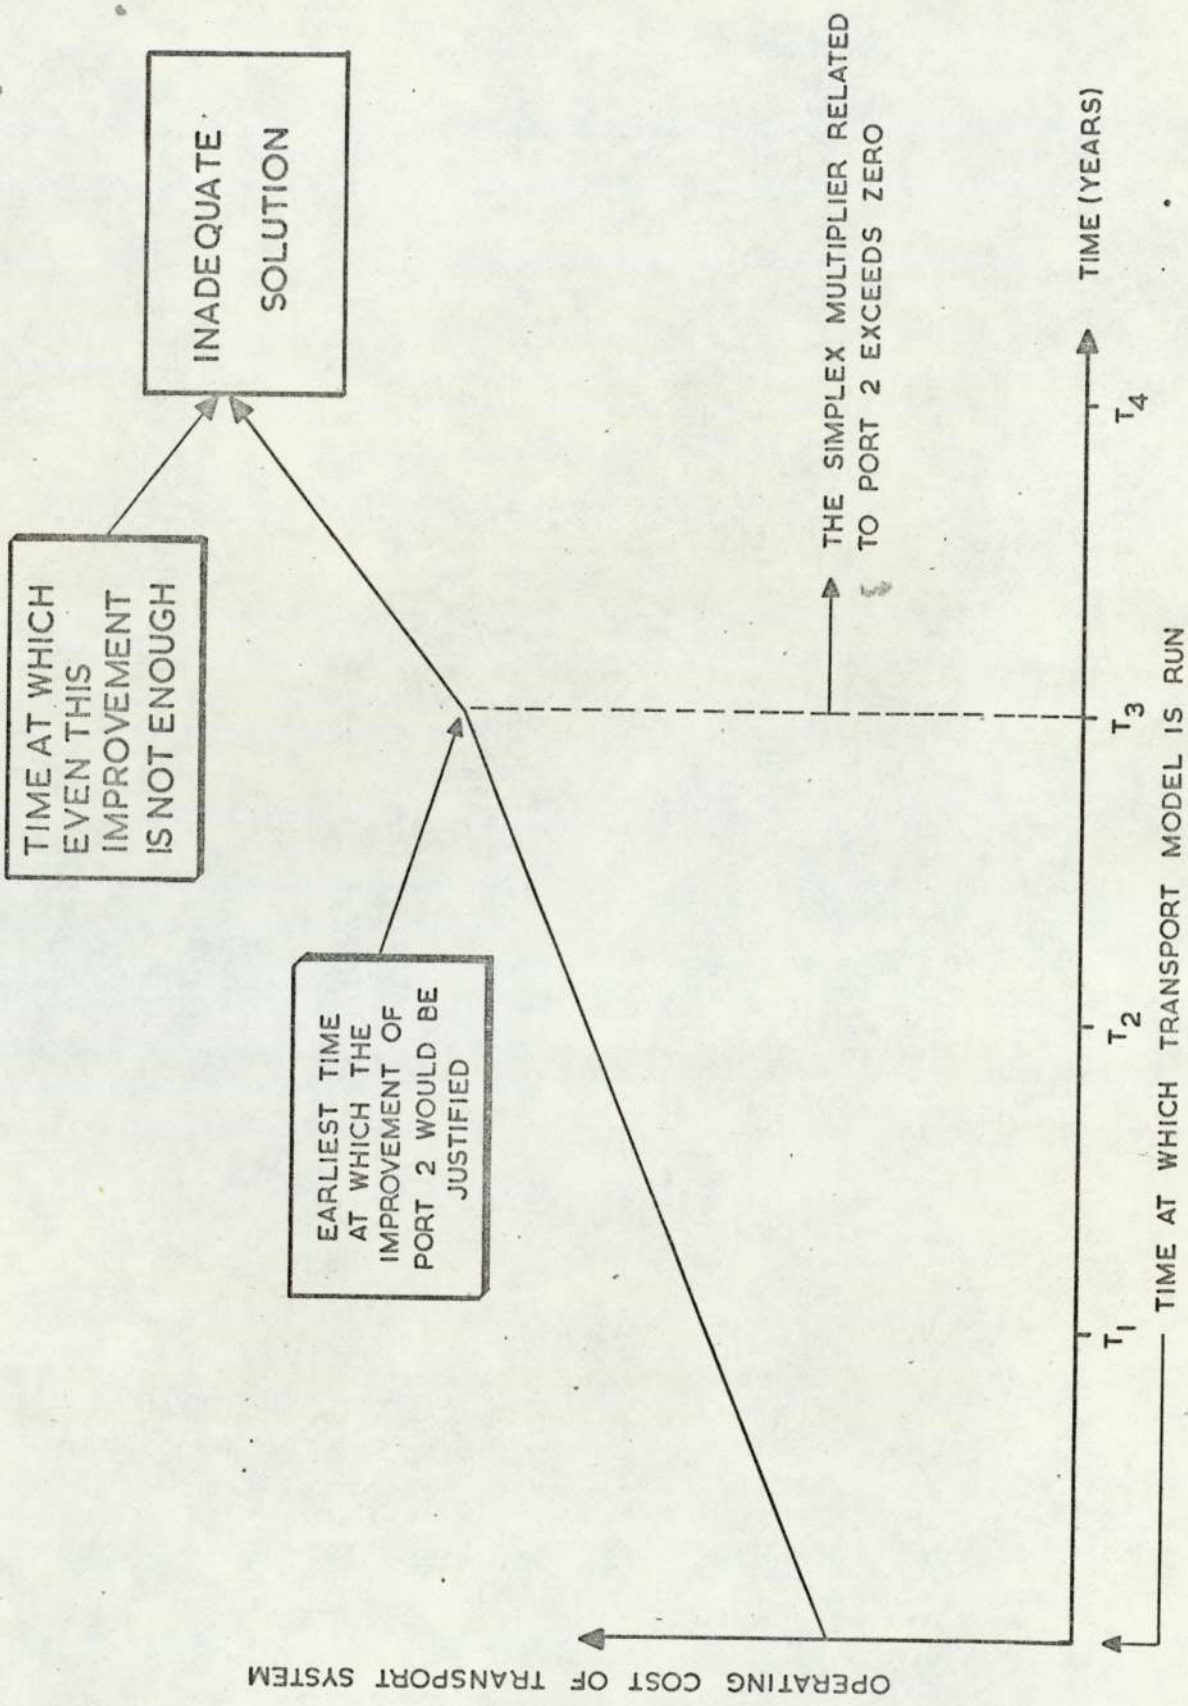 TIME AT WHICH
EVEN THIS
IMPROVEMENT
IS NOT ENOUGH
INADEQUATE
SOLUTION
EARLIEST TIME
AT WHICH THE
IMPROVEMENT OF
PORT 2 WOULD BE
JUSTIFIED
THE SIMPLEX MULTIPLIER RELATED
TO PORT 2 EXCEEDS ZERO
OPERATING COST OF TRANSPORT SYSTEM
TIME (YEARS)
T1
T2
T3
T4
TIME AT WHICH TRANSPORT MODEL IS RUN